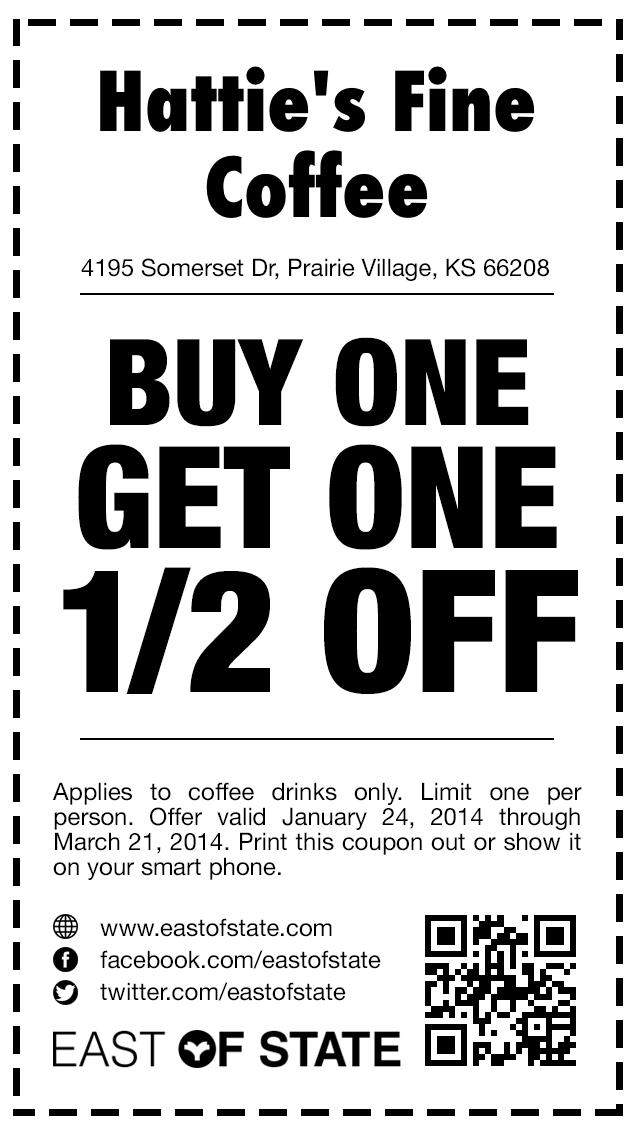 Hattie's Fine
Coffee
4195 Somerset Dr, Prairie Village, KS 66208
BUY ONE
GET ONE
1/2 OFF
Applies to coffee drinks only. Limit one per
person. Offer valid January 24, 2014 through
March 21, 2014. Print this coupon out or show it
on your smart phone.
www.eastofstate.com
facebook.com/eastofstate
twitter.com/eastofstate
EAST OF STATE